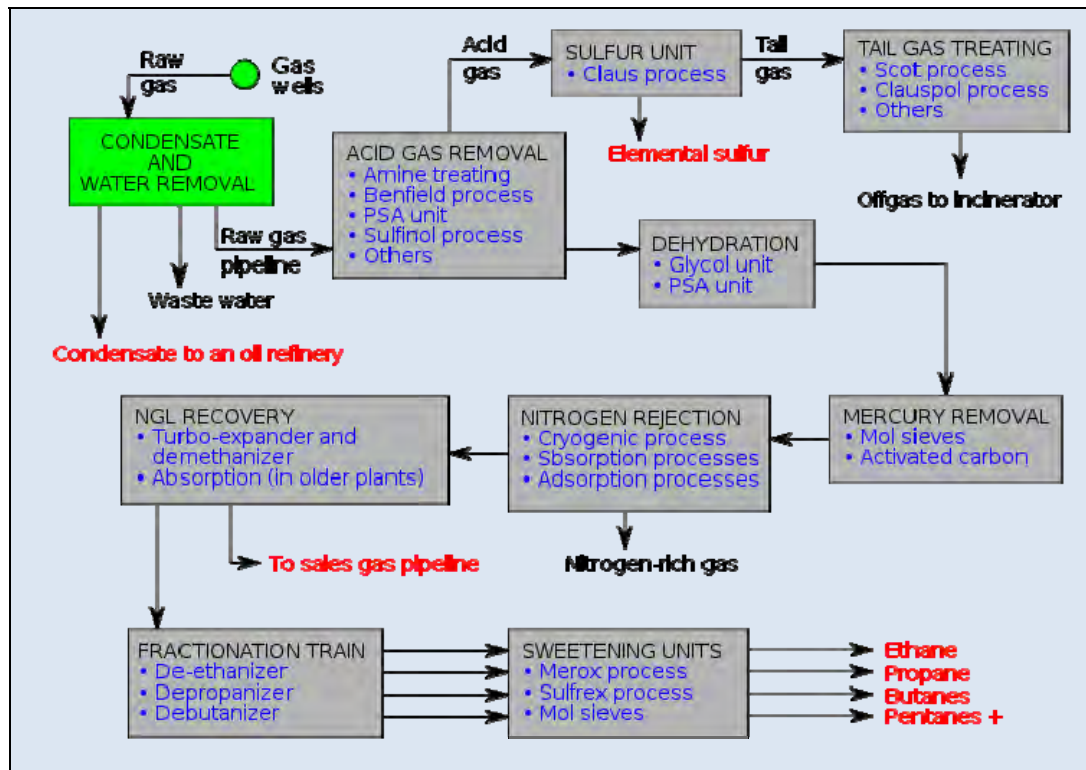 Raw
gas
Gas
wells
CONDENSATE
AND
WATER REMOVAL
Raw gas
pipeline
Waste water
Condensate to an oil refinery
Acid
gas
ACID GAS REMOVAL
• Amine treating
• Benfield process
• PSA unit
• Sulfinol process
• Others
SULFUR UNIT
• Claus process
Elemental sulfur
Tail
gas
TAIL GAS TREATING
• Scot process
• Clauspol process
• Others
Offgas to incinerator
DEHYDRATION
• Glycol unit
• PSA unit
MERCURY REMOVAL
• Mol sieves
• Activated carbon
NITROGEN REJECTION
• Cryogenic process
• Sbsorption processes
• Adsorption processes
Nitrogen-rich gas
NGL RECOVERY
• Turbo-expander and
demethanizer
• Absorption (in older plants)
To sales gas pipeline
FRACTIONATION TRAIN
• De-ethanizer
• Depropanizer
• Debutanizer
SWEETENING UNITS
• Merox process
• Sulfrex process
• Mol sieves
Ethane
Propane
Butanes
Pentanes +